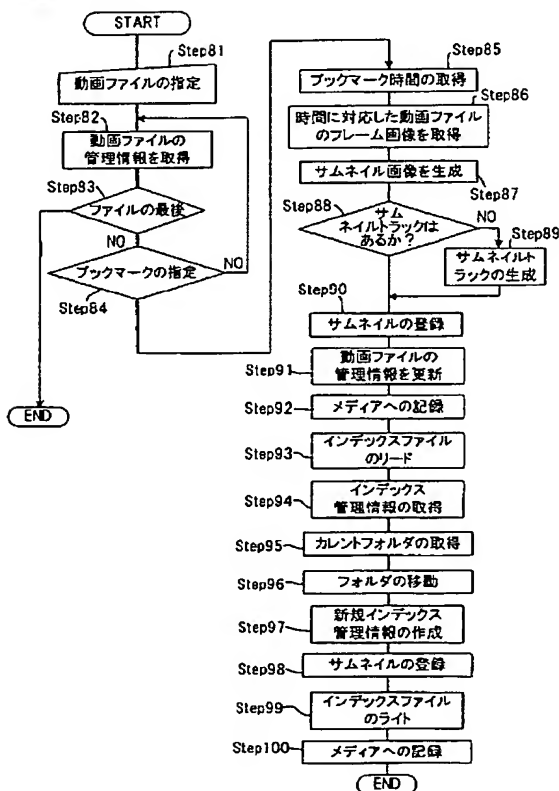 START
Step81
動画ファイルの指定
Step82
動画ファイルの
管理情報を取得
Step93
ファイルの最後
NO
ブックマークの指定
NO
Step84
END
Step85
ブックマーク時間の取得
Step86
時間に対応した動画ファイル
のフレーム画像を取得
サムネイル画像を生成
Step87
Step88
サム
ネイルトラックは
あるか?
NO
Step89
サムネイルト
ラックの生成
Step90
サムネイルの登録
動画ファイルの
管理情報を更新
Step91
Step92
メディアへの記録
インデックスファイル
のリード
Step93
インデックス
管理情報の取得
Step94
カレントフォルダの取得
Step95
フォルダの移動
Step96
新規インデックス
管理情報の作成
Step97
サムネイルの登録
Step98
インデックスファイル
のライト
Step99
メディアへの記録
Step100
END